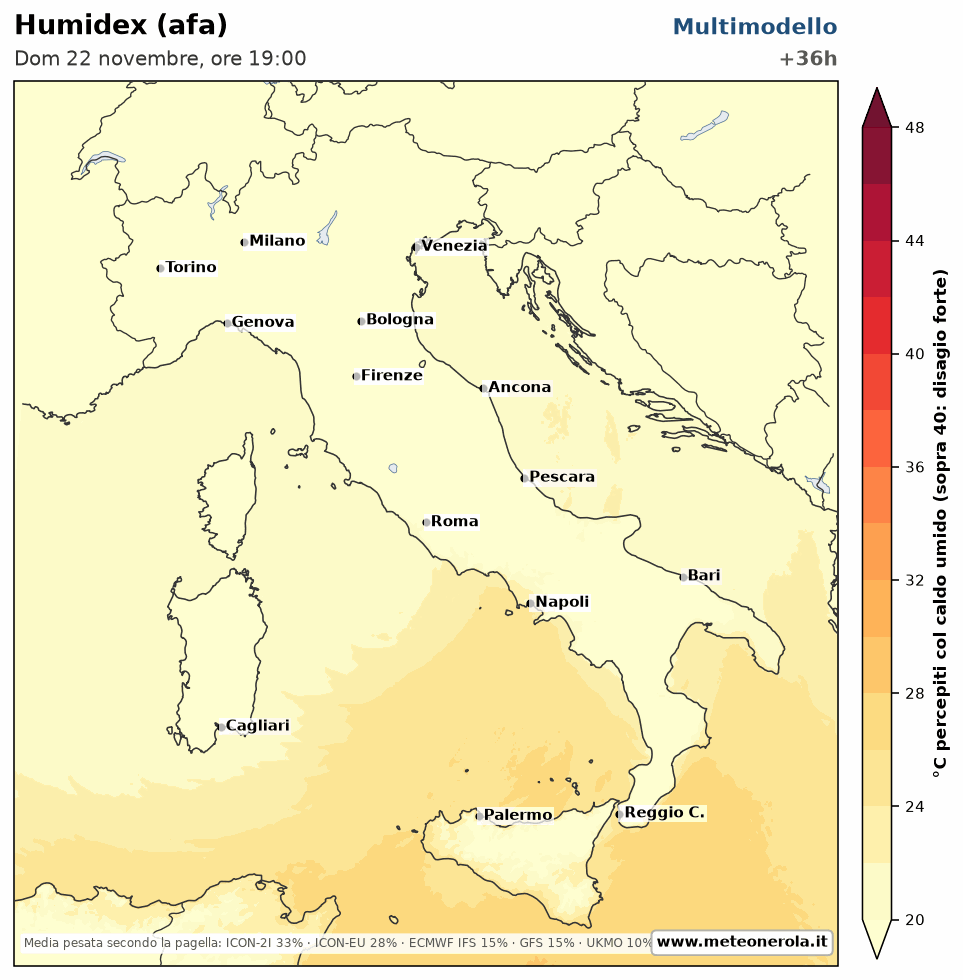 Humidex (afa)
Multimodello
Dom 22 novembre, ore 19:00
+36h
Milano
Venezia
Torino
Genova
Bologna
Firenze
Ancona
Pescara
Roma
Bari
Napoli
Cagliari
Palermo
Reggio C.
48
44
40
36
32
28
24
20
°C percepiti col caldo umido (sopra 40: disagio forte)
Media pesata secondo la pagella: ICON-2I 33% · ICON-EU 28% · ECMWF IFS 15% · GFS 15% · UKMO 10%
www.meteonerola.it